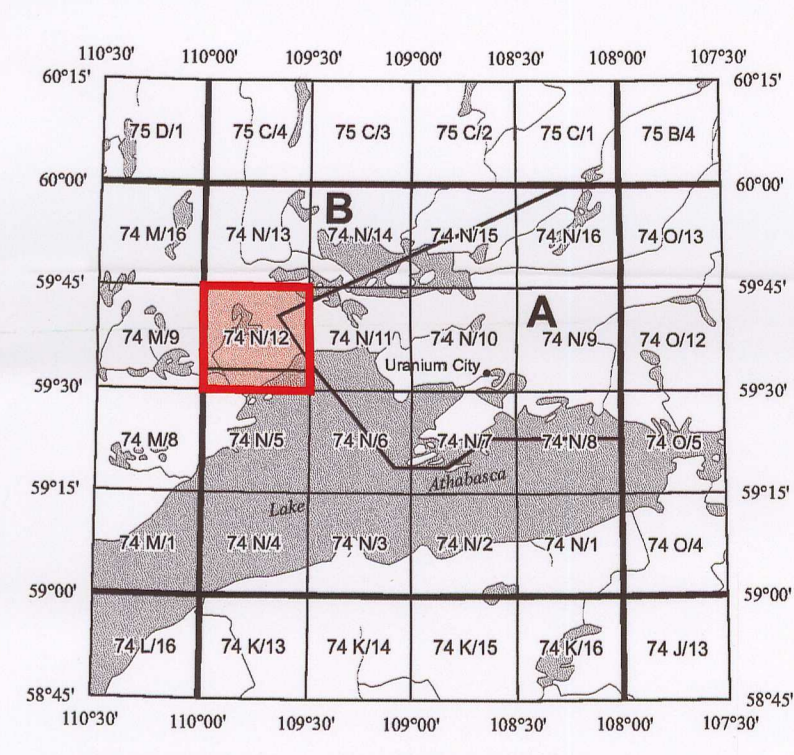 110°30' 110°00' 109°30' 109°00' 108°30' 108°00' 107°30'
60°15' 60°15'
75 D/1 75 C/4 75 C/3 75 C/2 75 C/1 75 B/4
60°00' 60°00'
B
74 M/16 74 N/13 74 N/14 74 N/15 74 N/16 74 O/13
59°45' 59°45'
A
74 M/9 74 N/12 74 N/11 74 N/10 74 N/9 74 O/12
Uranium City
59°30' 59°30'
74 M/8 74 N/5 74 N/6 74 N/7 74 N/8 74 O/5
Athabasca
59°15' 59°15'
Lake
74 M/1 74 N/4 74 N/3 74 N/2 74 N/1 74 O/4
59°00' 59°00'
74 L/16 74 K/13 74 K/14 74 K/15 74 K/16 74 J/13
58°45' 58°45'
110°30' 110°00' 109°30' 109°00' 108°30' 108°00' 107°30'